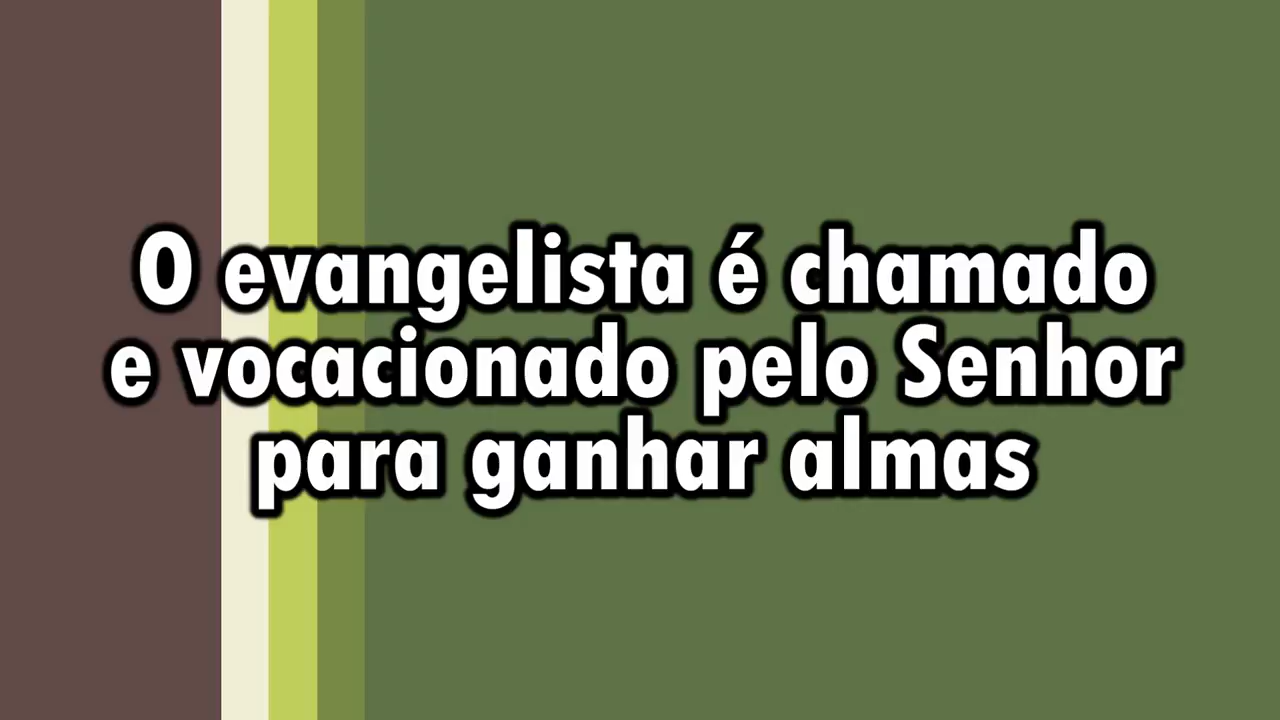 O evangelista é chamado
e vocacionado pelo Senhor
para ganhar almas